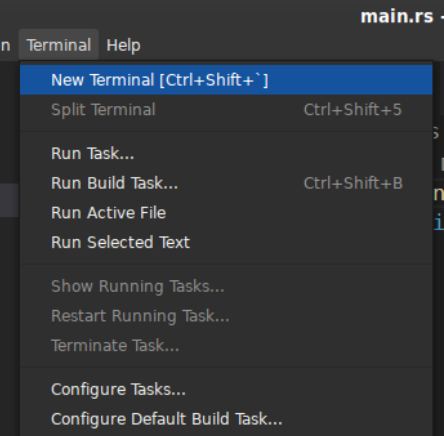 main.rs -
n Terminal Help
New Terminal [Ctrl+Shift+`]
Split Terminal Ctrl+Shift+5
Run Task...
Run Build Task... Ctrl+Shift+B
Run Active File
Run Selected Text
Show Running Tasks...
Restart Running Task...
Terminate Task...
Configure Tasks...
Configure Default Build Task...